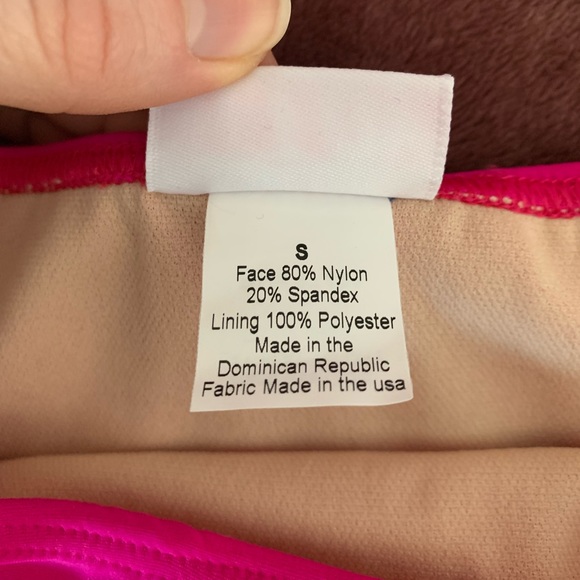 S
Face 80% Nylon
20% Spandex
Lining 100% Polyester
Made in the
Dominican Republic
Fabric Made in the usa